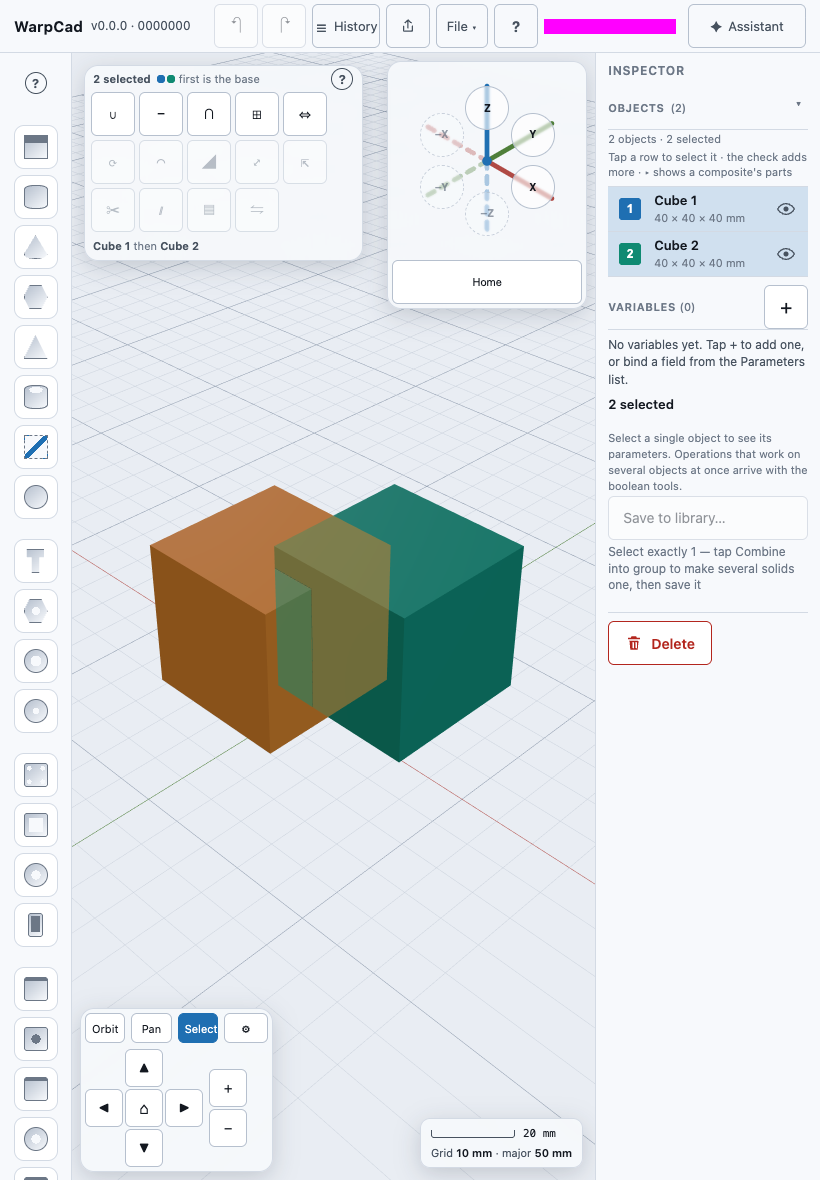 WarpCad v0.0.0 · 0000000
History
File
?
Assistant
?
2 selected first is the base
?
Cube 1 then Cube 2
Z
Y
X
−X
−Y
−Z
Home
INSPECTOR
OBJECTS (2)
2 objects · 2 selected
Tap a row to select it · the check adds
more · ▸ shows a composite's parts
1 Cube 1
40 × 40 × 40 mm
2 Cube 2
40 × 40 × 40 mm
VARIABLES (0) +
No variables yet. Tap + to add one,
or bind a field from the Parameters
list.
2 selected
Select a single object to see its
parameters. Operations that work on
several objects at once arrive with the
boolean tools.
Save to library...
Select exactly 1 — tap Combine
into group to make several solids
one, then save it
Delete
Orbit Pan Select
+
−
20 mm
Grid 10 mm · major 50 mm